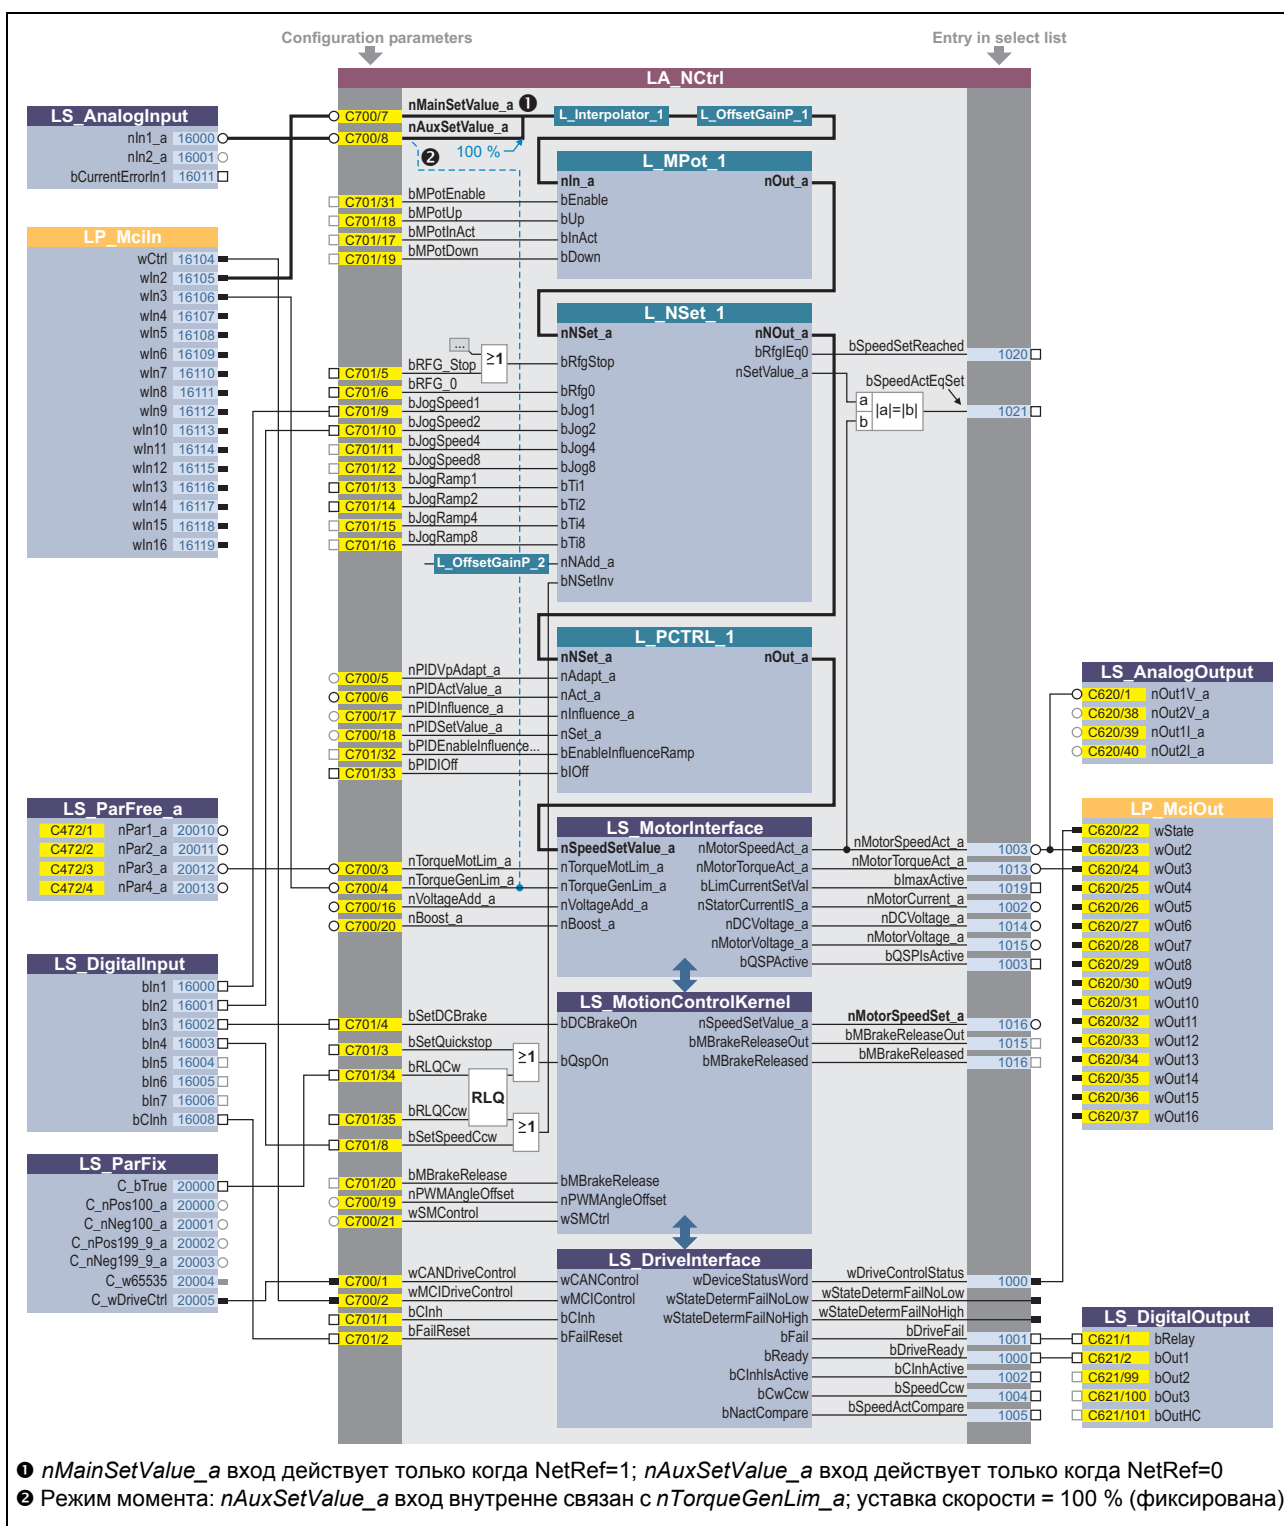 Configuration parameters
Entry in select list
LA_NCtrl
LS_AnalogInput
nIn1_a 16000
nIn2_a 16001
bCurrentErrorIn1 16011
LP_MciIn
wCtrl 16104
wIn2 16105
wIn3 16106
wIn4 16107
wIn5 16108
wIn6 16109
wIn7 16110
wIn8 16111
wIn9 16112
wIn10 16113
wIn11 16114
wIn12 16115
wIn13 16116
wIn14 16117
wIn15 16118
wIn16 16119
LS_ParFree_a
C472/1 nPar1_a 20010
C472/2 nPar2_a 20011
C472/3 nPar3_a 20012
C472/4 nPar4_a 20013
LS_DigitalInput
bIn1 16000
bIn2 16001
bIn3 16002
bIn4 16003
bIn5 16004
bIn6 16005
bIn7 16006
bCInh 16008
LS_ParFix
C_bTrue 20000
C_nPos100_a 20000
C_nNeg100_a 20001
C_nPos199_9_a 20002
C_nNeg199_9_a 20003
C_w65535 20004
C_wDriveCtrl 20005
C700/7 nMainSetValue_a ❶
C700/8 nAuxSetValue_a
❷ 100 %
L_Interpolator_1
L_OffsetGainP_1
C701/31 bMPotEnable
C701/18 bMPotUp
C701/17 bMPotInAct
C701/19 bMPotDown
L_MPot_1
nIn_a nOut_a
bEnable
bUp
bInAct
bDown
...
≥1
C701/5 bRFG_Stop
C701/6 bRFG_0
C701/9 bJogSpeed1
C701/10 bJogSpeed2
C701/11 bJogSpeed4
C701/12 bJogSpeed8
C701/13 bJogRamp1
C701/14 bJogRamp2
C701/15 bJogRamp4
C701/16 bJogRamp8
L_OffsetGainP_2
L_NSet_1
nNSet_a nNOut_a
bRfgIEq0
bRfgStop
nSetValue_a
bRfg0
bJog1
bJog2
bJog4
bJog8
bTi1
bTi2
bTi4
bTi8
nNAdd_a
bNSetInv
bSpeedSetReached 1020
bSpeedActEqSet
a
b
|a|=|b|
1021
C700/5 nPIDVpAdapt_a
C700/6 nPIDActValue_a
C700/17 nPIDInfluence_a
C700/18 nPIDSetValue_a
C701/32 bPIDEnableInfluence...
C701/33 bPIDIOff
L_PCTRL_1
nNSet_a nOut_a
nAdapt_a
nAct_a
nInfluence_a
nSet_a
bEnableInfluenceRamp
bIOff
C700/3 nTorqueMotLim_a
C700/4 nTorqueGenLim_a
C700/16 nVoltageAdd_a
C700/20 nBoost_a
LS_MotorInterface
nSpeedSetValue_a nMotorSpeedAct_a
nTorqueMotLim_a nMotorTorqueAct_a
nTorqueGenLim_a bLimCurrentSetVal
nVoltageAdd_a nStatorCurrentIS_a
nBoost_a nDCVoltage_a
nMotorVoltage_a
bQSPActive
nMotorSpeedAct_a 1003
nMotorTorqueAct_a 1013
bImaxActive 1019
nMotorCurrent_a 1002
nDCVoltage_a 1014
nMotorVoltage_a 1015
bQSPIsActive 1003
C701/4 bSetDCBrake
C701/3 bSetQuickstop
C701/34 bRLQCw
C701/35 bRLQCcw
C701/8 bSetSpeedCcw
≥1
RLQ
≥1
C701/20 bMBrakeRelease
C700/19 nPWMAngleOffset
C700/21 wSMControl
LS_MotionControlKernel
bDCBrakeOn nSpeedSetValue_a
bMBrakeReleaseOut
bQspOn bMBrakeReleased
bMBrakeRelease
nPWMAngleOffset
wSMCtrl
nMotorSpeedSet_a 1016
bMBrakeReleaseOut 1015
bMBrakeReleased 1016
C700/1 wCANDriveControl
C700/2 wMCIDriveControl
C701/1 bCInh
C701/2 bFailReset
LS_DriveInterface
wCANControl wDeviceStatusWord
wMCIControl wStateDetermFailNoLow
bCInh wStateDetermFailNoHigh
bFailReset bFail
bReady
bCInhIsActive
bCwCcw
bNactCompare
wDriveControlStatus 1000
wStateDetermFailNoLow
wStateDetermFailNoHigh
bDriveFail 1001
bDriveReady 1000
bCInhActive 1002
bSpeedCcw 1004
bSpeedActCompare 1005
LS_AnalogOutput
C620/1 nOut1V_a
C620/38 nOut2V_a
C620/39 nOut1I_a
C620/40 nOut2I_a
LP_MciOut
C620/22 wState
C620/23 wOut2
C620/24 wOut3
C620/25 wOut4
C620/26 wOut5
C620/27 wOut6
C620/28 wOut7
C620/29 wOut8
C620/30 wOut9
C620/31 wOut10
C620/32 wOut11
C620/33 wOut12
C620/34 wOut13
C620/35 wOut14
C620/36 wOut15
C620/37 wOut16
LS_DigitalOutput
C621/1 bRelay
C621/2 bOut1
C621/99 bOut2
C621/100 bOut3
C621/101 bOutHC
❶ nMainSetValue_a вход действует только когда NetRef=1; nAuxSetValue_a вход действует только когда NetRef=0
❷ Режим момента: nAuxSetValue_a вход внутренне связан с nTorqueGenLim_a; уставка скорости = 100 % (фиксирована)